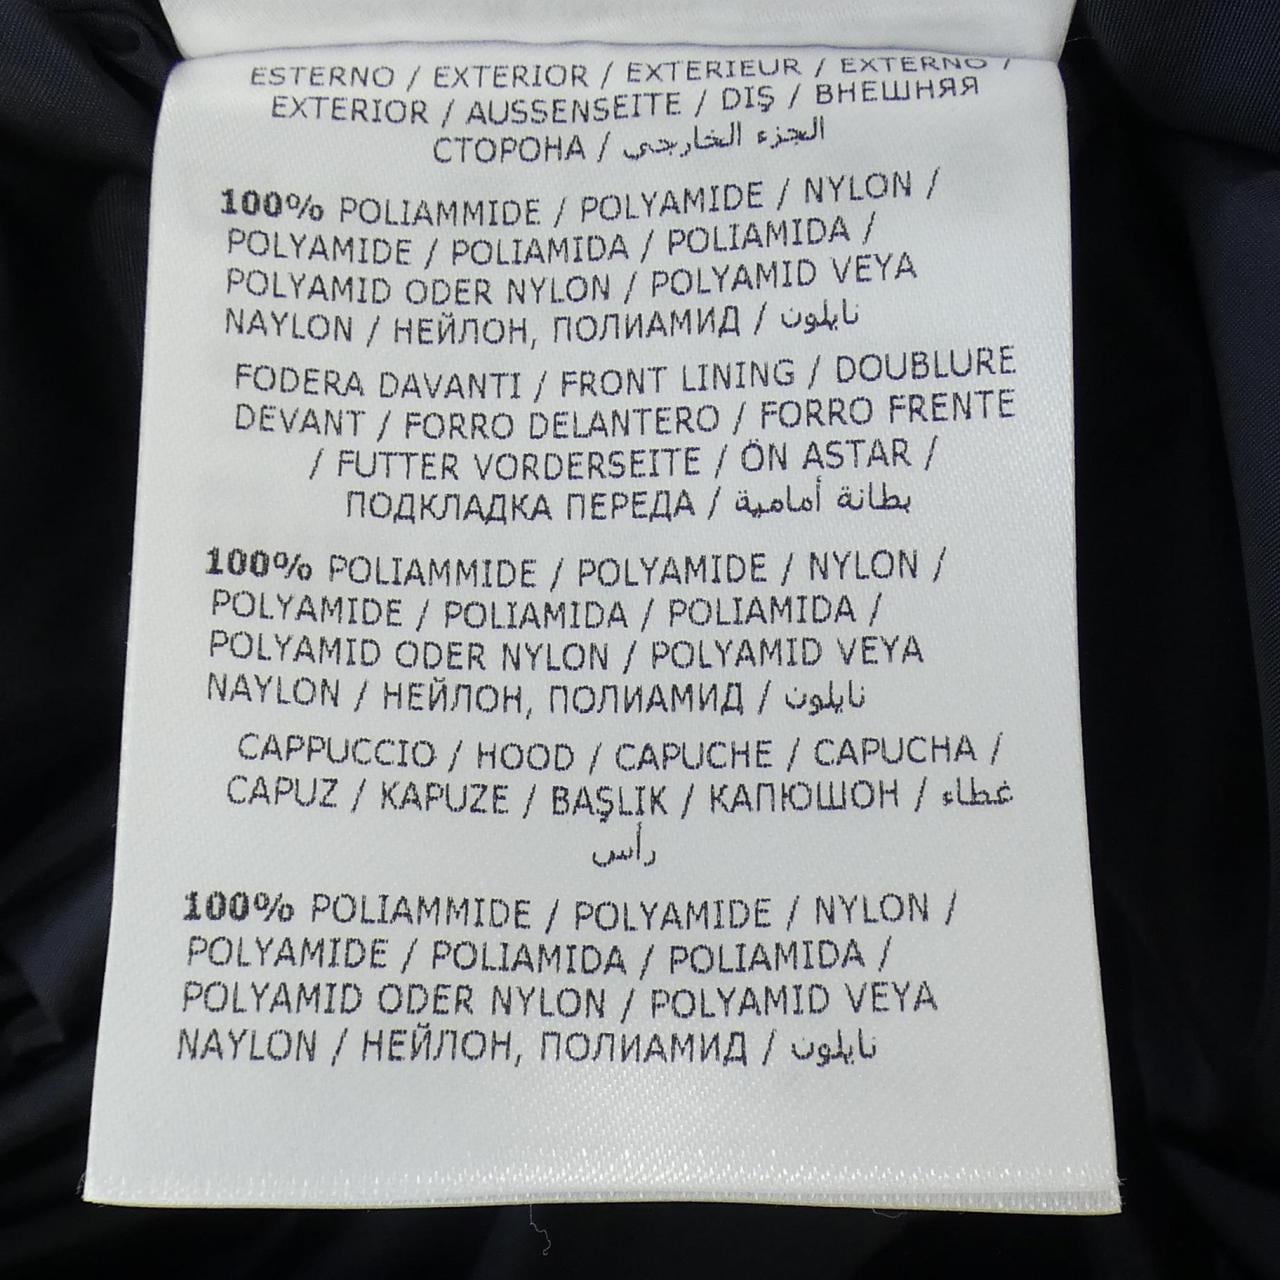 ESTERNO / EXTERIOR / EXTERIEUR / EXTERNO /
EXTERIOR / AUSSENSEITE / DIŞ / ВНЕШНЯЯ
СТОРОНА / الجزء الخارجي
100% POLIAMMIDE / POLYAMIDE / NYLON /
POLYAMIDE / POLIAMIDA / POLIAMIDA /
POLYAMID ODER NYLON / POLYAMID VEYA
NAYLON / НЕЙЛОН, ПОЛИАМИД / نايلون
FODERA DAVANTI / FRONT LINING / DOUBLURE
DEVANT / FORRO DELANTERO / FORRO FRENTE
/ FUTTER VORDERSEITE / ÖN ASTAR /
ПОДКЛАДКА ПЕРЕДА / بطانة أمامية
100% POLIAMMIDE / POLYAMIDE / NYLON /
POLYAMIDE / POLIAMIDA / POLIAMIDA /
POLYAMID ODER NYLON / POLYAMID VEYA
NAYLON / НЕЙЛОН, ПОЛИАМИД / نايلون
CAPPUCCIO / HOOD / CAPUCHE / CAPUCHA /
CAPUZ / KAPUZE / BAŞLIK / КАПЮШОН / غطاء
رأس
100% POLIAMMIDE / POLYAMIDE / NYLON /
POLYAMIDE / POLIAMIDA / POLIAMIDA /
POLYAMID ODER NYLON / POLYAMID VEYA
NAYLON / НЕЙЛОН, ПОЛИАМИД / نايلون